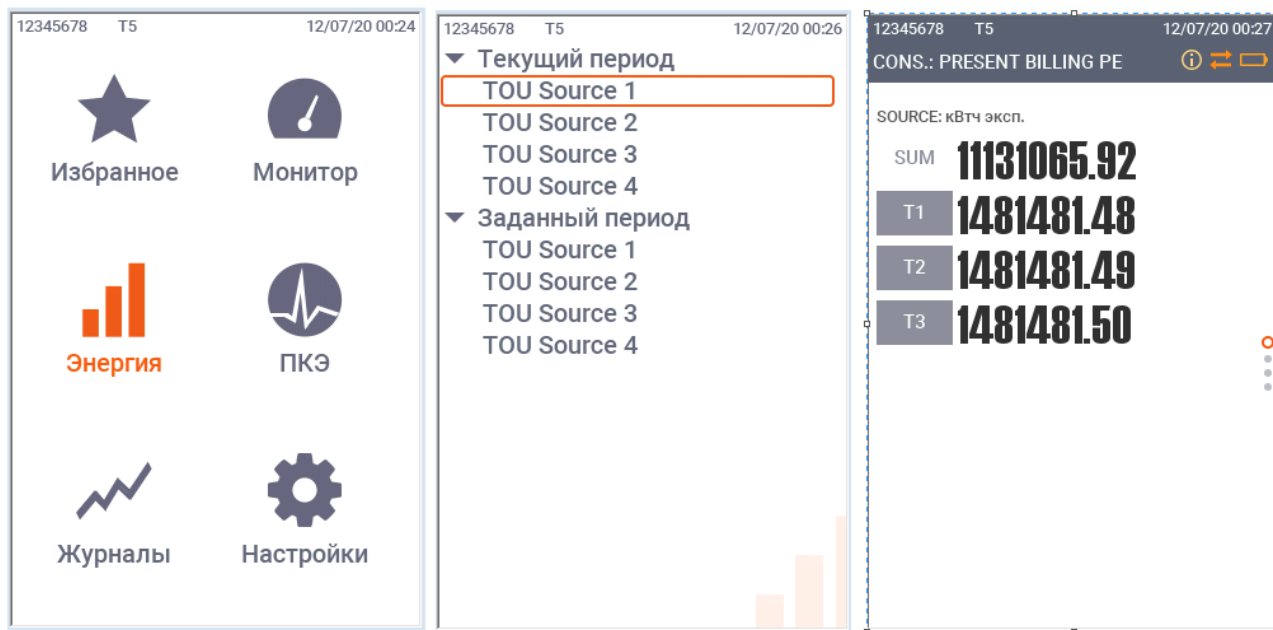 12345678 T5 12/07/20 00:24
Избранное Монитор
Энергия ПКЭ
Журналы Настройки
12345678 T5 12/07/20 00:26
Текущий период
TOU Source 1
TOU Source 2
TOU Source 3
TOU Source 4
Заданный период
TOU Source 1
TOU Source 2
TOU Source 3
TOU Source 4
12345678 T5 12/07/20 00:27
CONS.: PRESENT BILLING PE
SOURCE: кВтч эксп.
SUM 11131065.92
T1 1481481.48
T2 1481481.49
T3 1481481.50